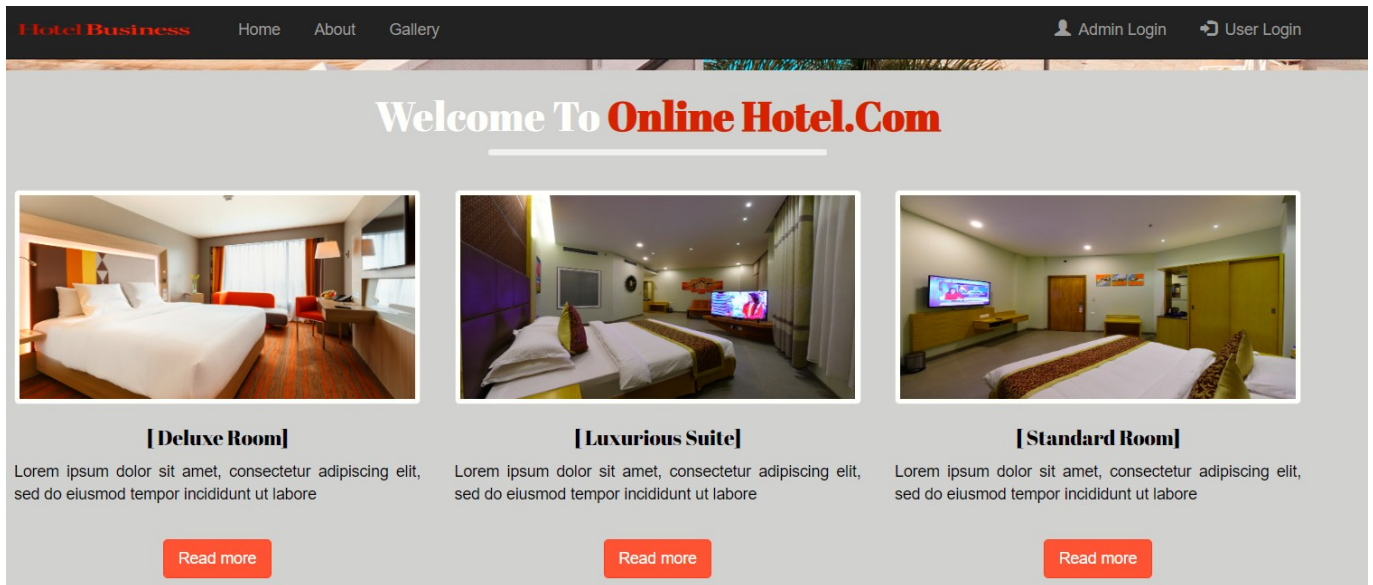 Hotel Business Home About Gallery Admin Login User Login
Welcome To Online Hotel.Com
[Deluxe Room]
Lorem ipsum dolor sit amet, consectetur adipiscing elit,
sed do eiusmod tempor incididunt ut labore
Read more
[Luxurious Suite]
Lorem ipsum dolor sit amet, consectetur adipiscing elit,
sed do eiusmod tempor incididunt ut labore
Read more
[Standard Room]
Lorem ipsum dolor sit amet, consectetur adipiscing elit,
sed do eiusmod tempor incididunt ut labore
Read more